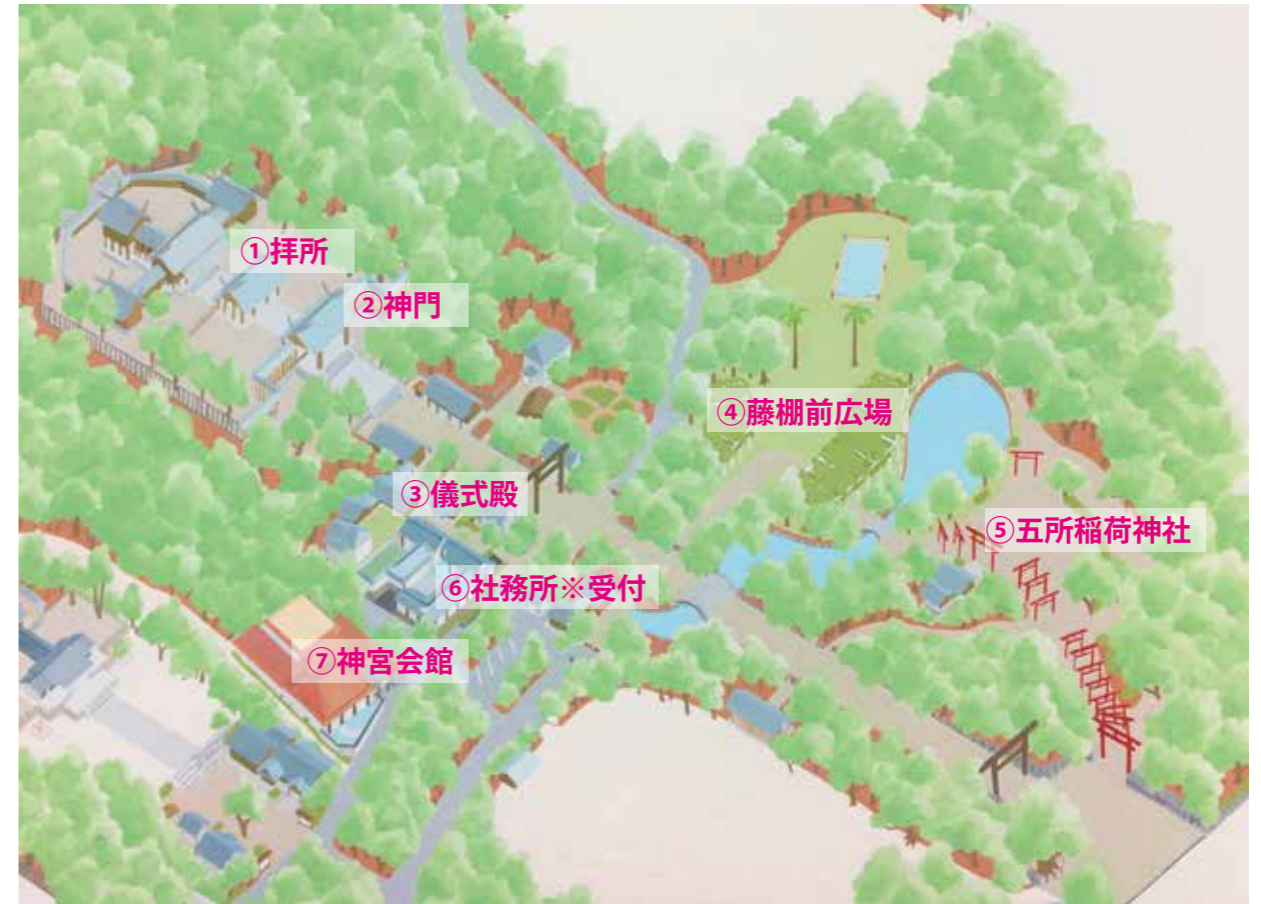 ①拝所
②神門
③儀式殿
④藤棚前広場
⑤五所稲荷神社
⑥社務所※受付
⑦神宮会館